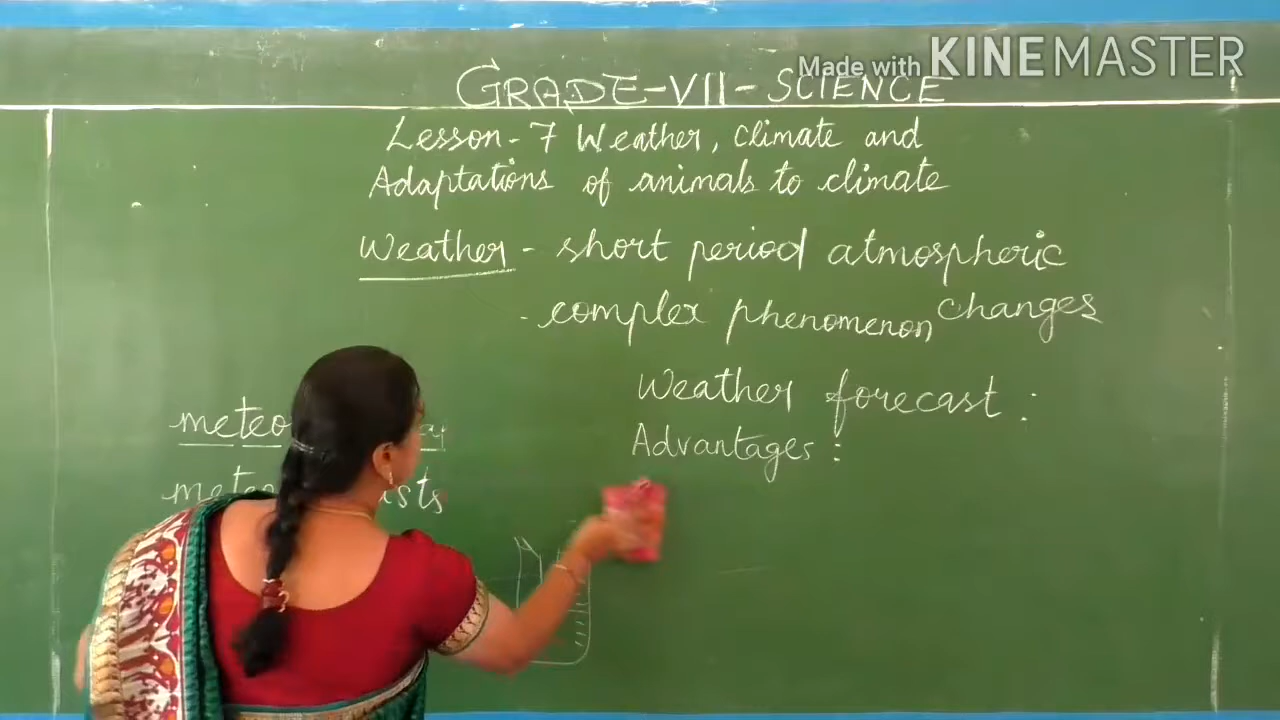 Made with KINEMASTER
GRADE-VII-SCIENCE
Lesson-7 Weather, Climate and
Adaptations of animals to climate
Weather - short period atmospheric
changes
- complex phenomenon
Weather forecast :
Advantages :